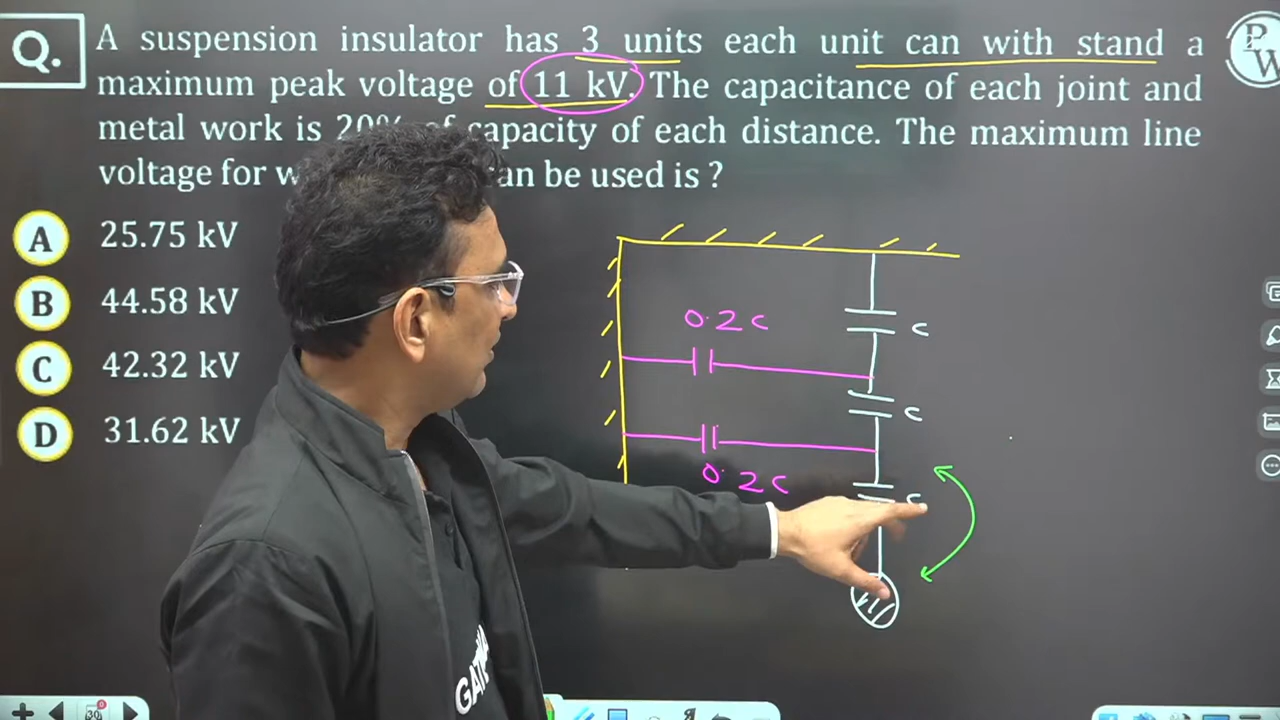 Q.
A suspension insulator has 3 units each unit can with stand a
maximum peak voltage of 11 kV. The capacitance of each joint and
metal work is 20% of capacity of each distance. The maximum line
voltage for w an be used is ?
A 25.75 kV
B 44.58 kV
C 42.32 kV
D 31.62 kV
P
W
0.2c
c
c
0.2c
c
GAT